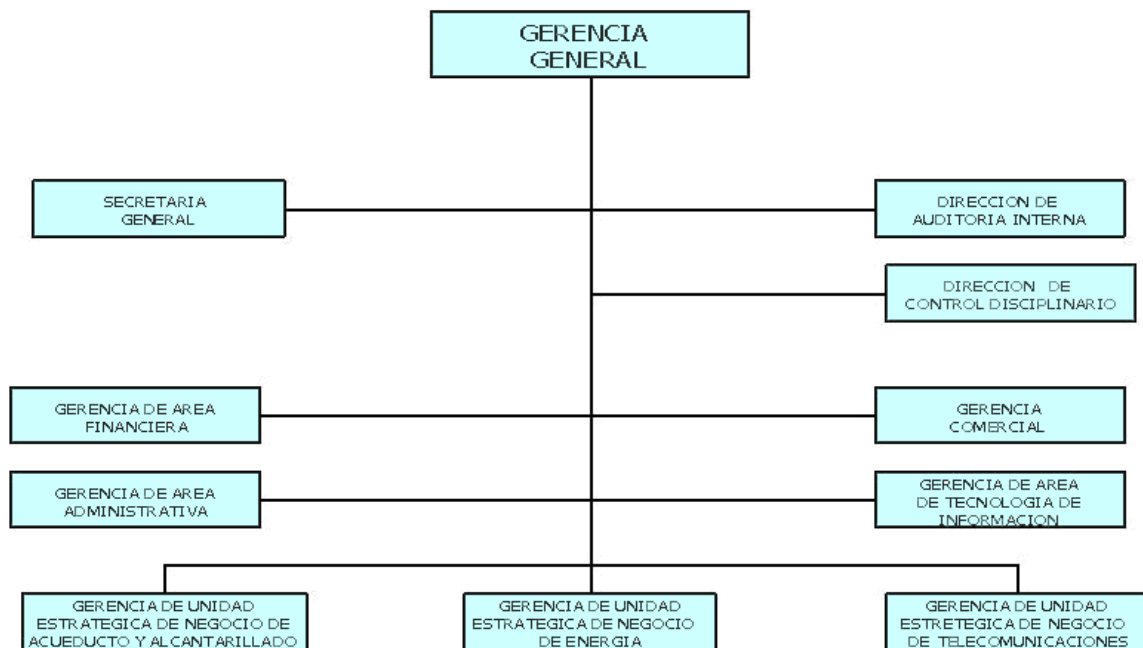 GERENCIA
GENERAL
SECRETARIA
GENERAL
DIRECCION DE
AUDITORIA INTERNA
DIRECCION DE
CONTROL DISCIPLINARIO
GERENCIA DE AREA
FINANCIERA
GERENCIA
COMERCIAL
GERENCIA DE AREA
ADMINISTRATIVA
GERENCIA DE AREA
DE TECNOLOGIA DE
INFORMACION
GERENCIA DE UNIDAD
ESTRATEGICA DE NEGOCIO DE
ACUEDUCTO Y ALCANTARILLADO
GERENCIA DE UNIDAD
ESTRATEGICA DE NEGOCIO
DE ENERGIA
GERENCIA DE UNIDAD
ESTRETEGICA DE NEGOCIO
DE TELECOMUNICACIONES